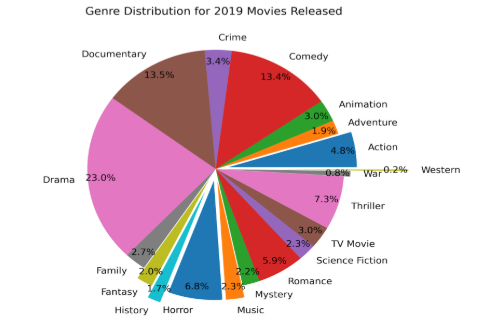 Genre Distribution for 2019 Movies Released
Crime
Documentary
Comedy
3.4%
13.5%
13.4%
Animation
3.0%
Adventure
1.9%
Action
4.8%
Drama
23.0%
0.8%
War
0.2%
Western
7.3%
Thriller
3.0%
TV Movie
2.3%
Science Fiction
2.7%
Family
2.0%
Fantasy
1.7%
History
6.8%
Horror
2.3%
Music
2.2%
Mystery
5.9%
Romance